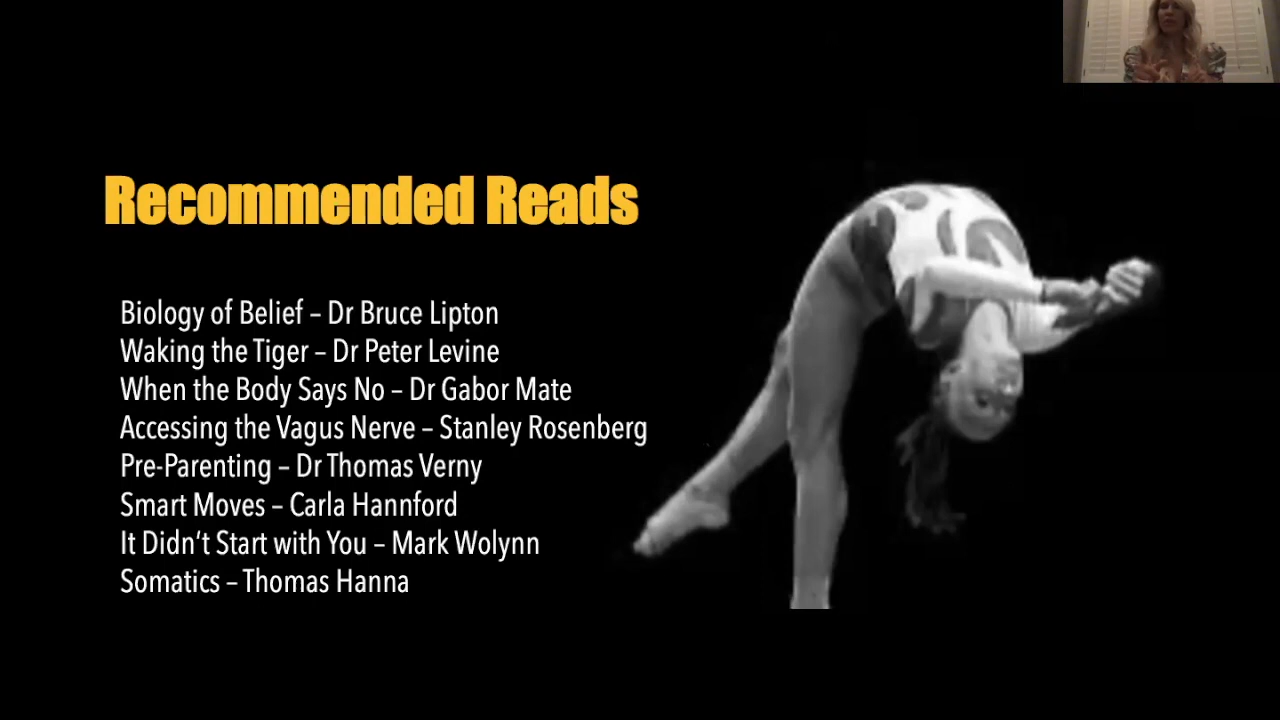 Recommended Reads
Biology of Belief – Dr Bruce Lipton
Waking the Tiger – Dr Peter Levine
When the Body Says No – Dr Gabor Mate
Accessing the Vagus Nerve – Stanley Rosenberg
Pre-Parenting – Dr Thomas Verny
Smart Moves – Carla Hannford
It Didn't Start with You – Mark Wolynn
Somatics – Thomas Hanna